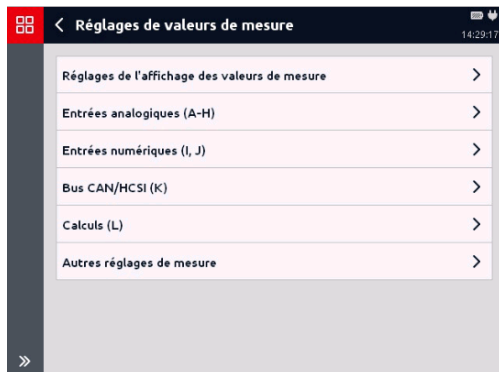 Réglages de valeurs de mesure
14:29:17
Réglages de l'affichage des valeurs de mesure
Entrées analogiques (A-H)
Entrées numériques (I, J)
Bus CAN/HCSI (K)
Calculs (L)
Autres réglages de mesure